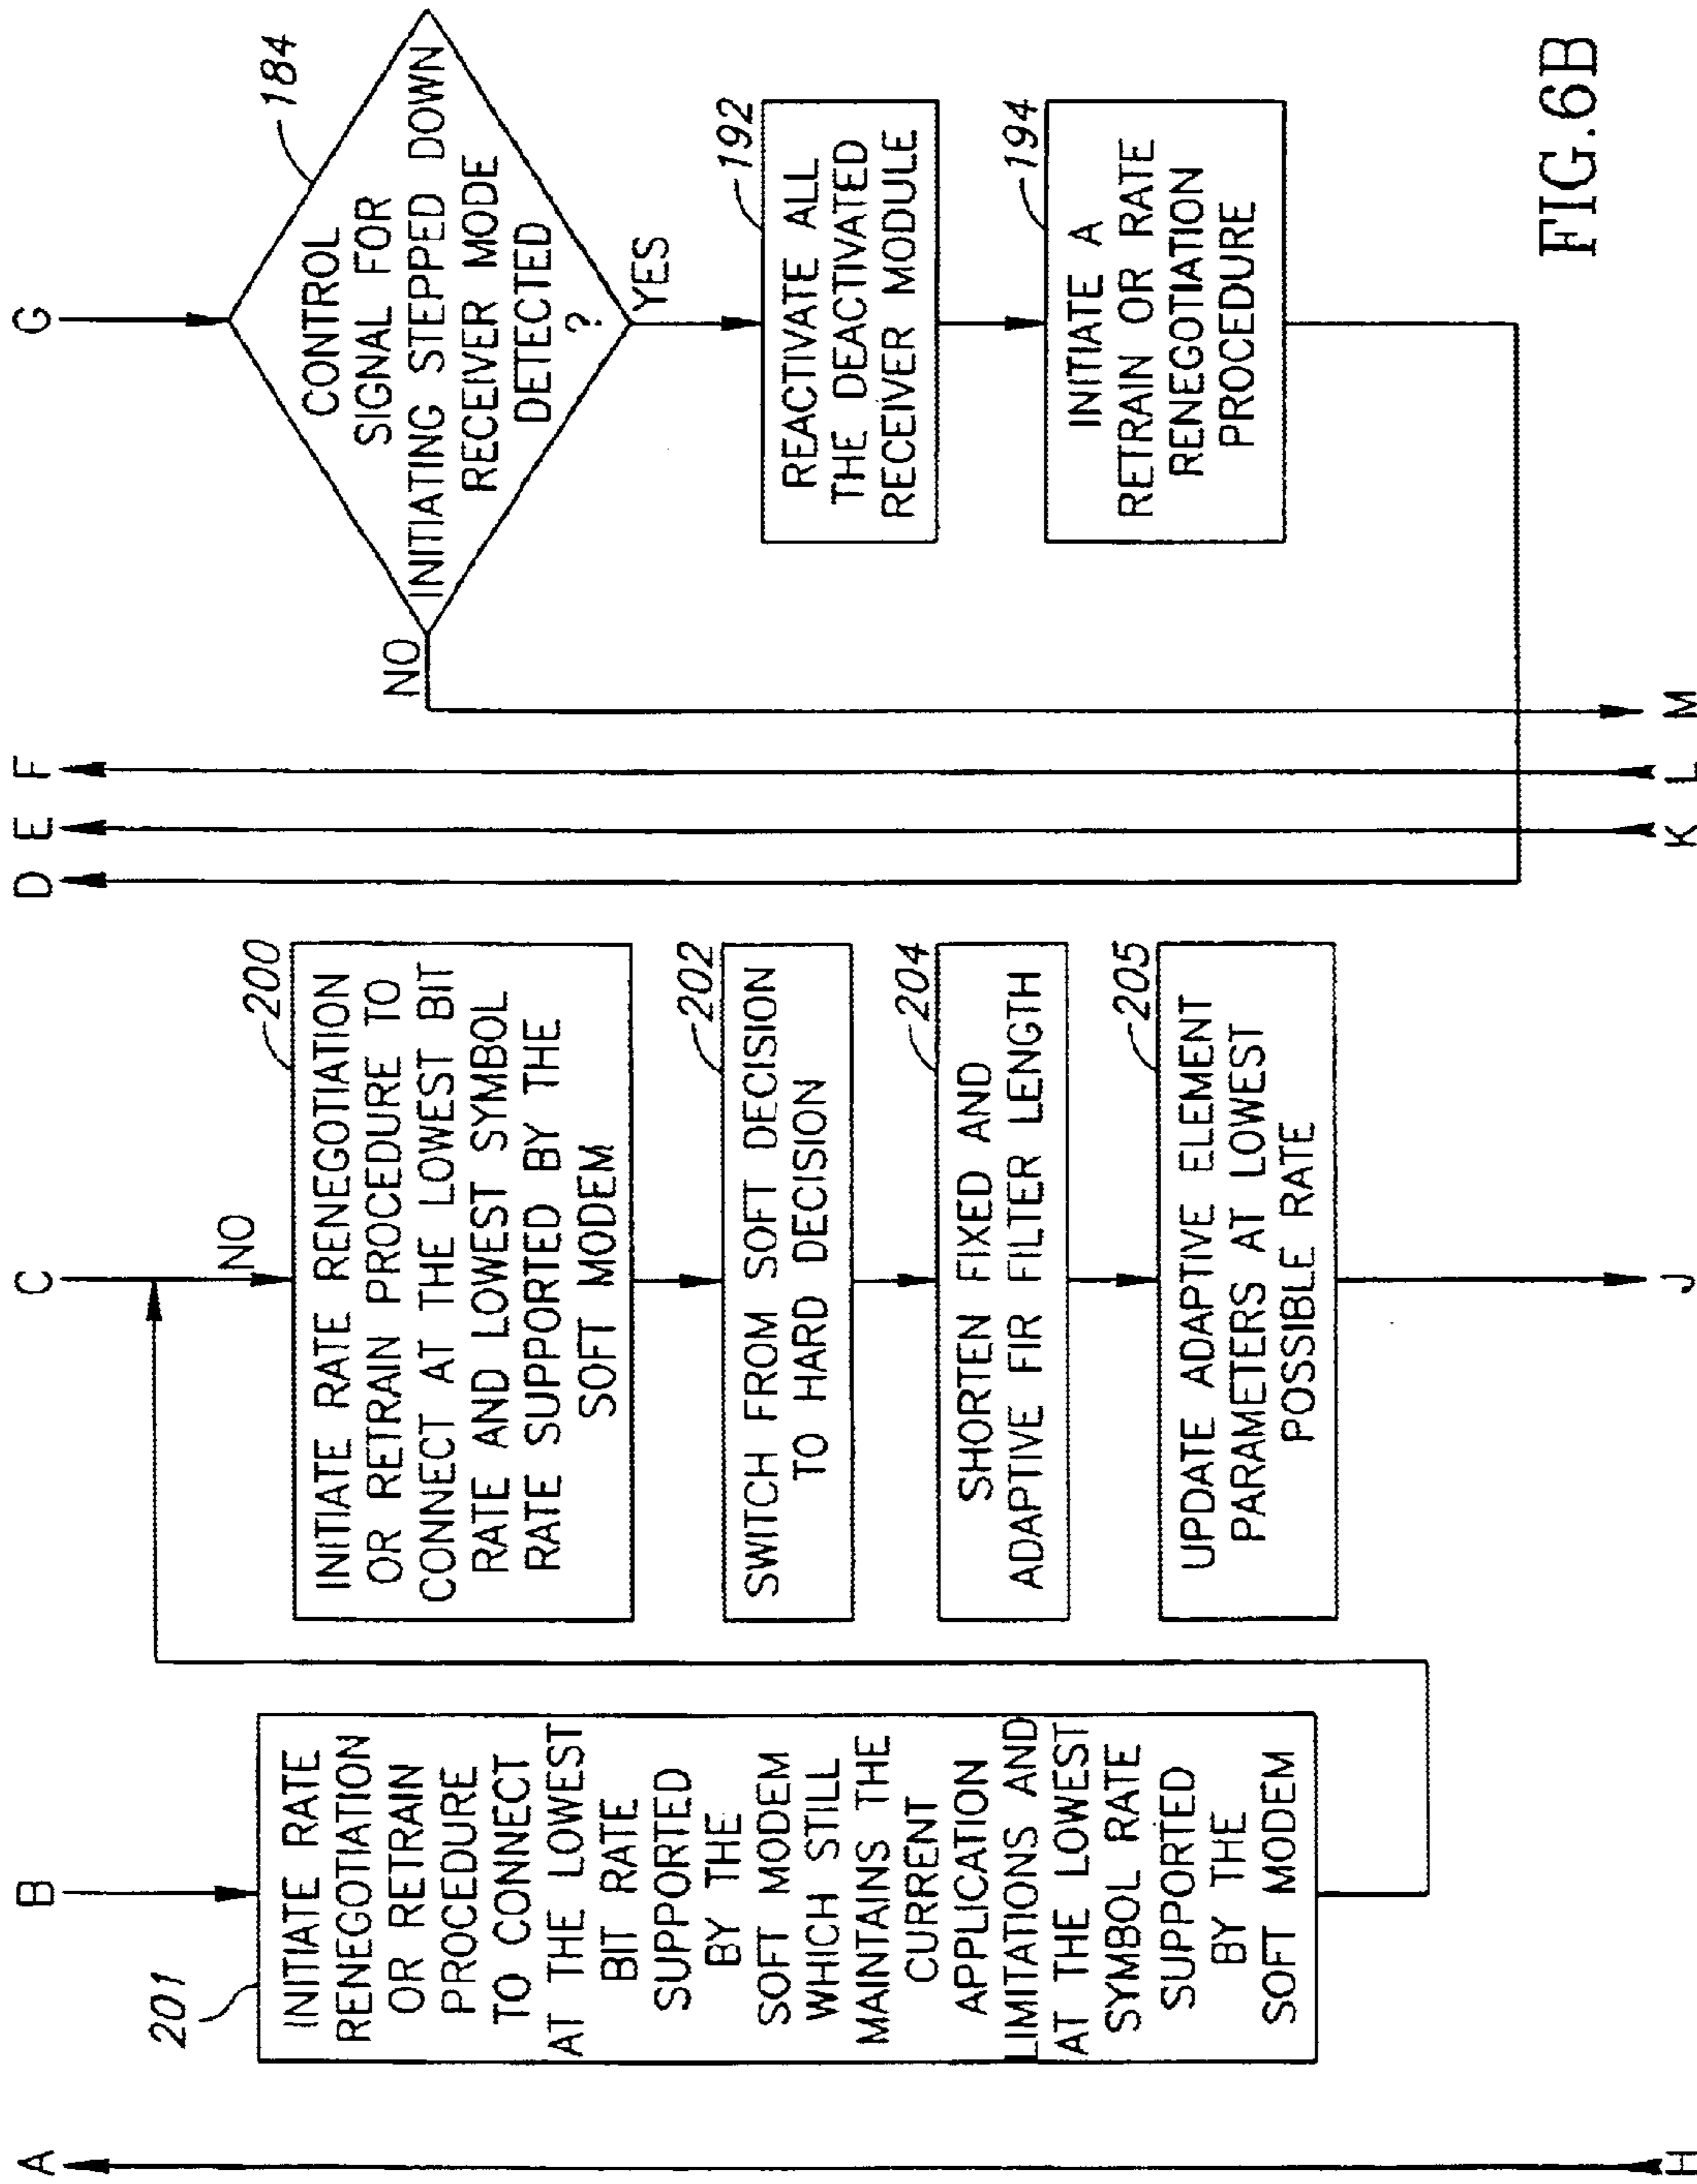 A
B
C
D
E
F
G
201
INITIATE RATE
RENEGOTIATION
OR RETRAIN
PROCEDURE
TO CONNECT
AT THE LOWEST
BIT RATE
SUPPORTED
BY THE
SOFT MODEM
WHICH STILL
MAINTAINS THE
CURRENT
APPLICATION
LIMITATIONS AND
AT THE LOWEST
SYMBOL RATE
SUPPORTED
BY THE
SOFT MODEM
NO
200
INITIATE RATE RENEGOTIATION
OR RETRAIN PROCEDURE TO
CONNECT AT THE LOWEST BIT
RATE AND LOWEST SYMBOL
RATE SUPPORTED BY THE
SOFT MODEM
202
SWITCH FROM SOFT DECISION
TO HARD DECISION
204
SHORTEN FIXED AND
ADAPTIVE FIR FILTER LENGTH
205
UPDATE ADAPTIVE ELEMENT
PARAMETERS AT LOWEST
POSSIBLE RATE
184
CONTROL
SIGNAL FOR
INITIATING STEPPED DOWN
RECEIVER MODE
DETECTED
?
NO
YES
192
REACTIVATE ALL
THE DEACTIVATED
RECEIVER MODULE
194
INITIATE A
RETRAIN OR RATE
RENEGOTIATION
PROCEDURE
H
J
K
L
M
FIG.6B